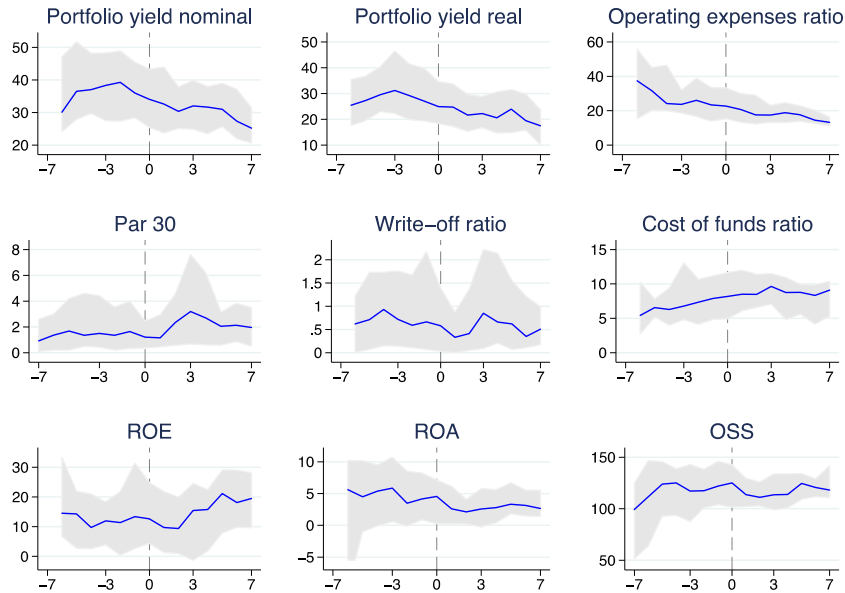 Portfolio yield nominal
50
40
30
20
−7 −3 0 3 7
Portfolio yield real
50
40
30
20
10
−7 −3 0 3 7
Operating expenses ratio
60
40
20
0
−7 −3 0 3 7
Par 30
8
6
4
2
0
−7 −3 0 3 7
Write−off ratio
2
1.5
1
.5
0
−7 −3 0 3 7
Cost of funds ratio
15
10
5
0
−7 −3 0 3 7
ROE
30
20
10
0
−7 −3 0 3 7
ROA
10
5
0
−5
−7 −3 0 3 7
OSS
150
100
50
−7 −3 0 3 7